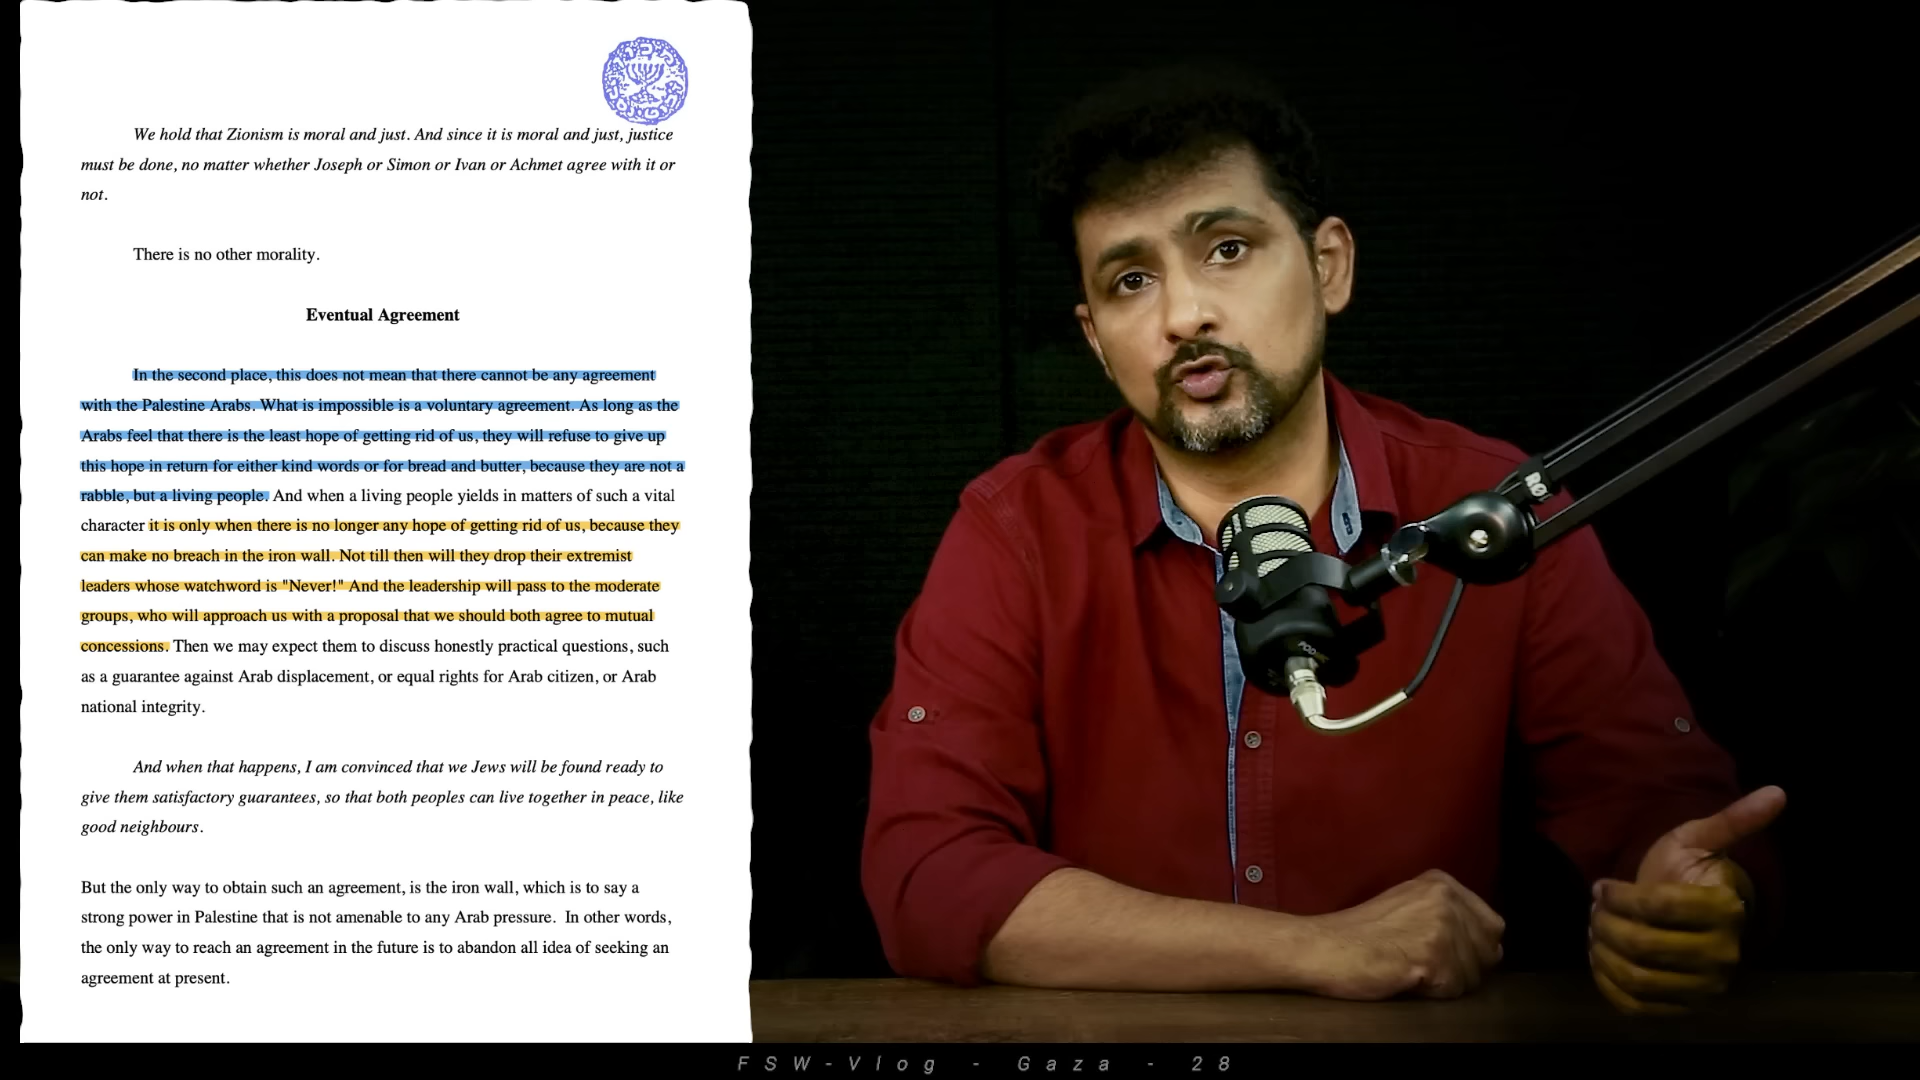 We hold that Zionism is moral and just. And since it is moral and just, justice
must be done, no matter whether Joseph or Simon or Ivan or Achmet agree with it or
not.
There is no other morality.
Eventual Agreement
In the second place, this does not mean that there cannot be any agreement
with the Palestine Arabs. What is impossible is a voluntary agreement. As long as the
Arabs feel that there is the least hope of getting rid of us, they will refuse to give up
this hope in return for either kind words or for bread and butter, because they are not a
rabble, but a living people. And when a living people yields in matters of such a vital
character it is only when there is no longer any hope of getting rid of us, because they
can make no breach in the iron wall. Not till then will they drop their extremist
leaders whose watchword is "Never!" And the leadership will pass to the moderate
groups, who will approach us with a proposal that we should both agree to mutual
concessions. Then we may expect them to discuss honestly practical questions, such
as a guarantee against Arab displacement, or equal rights for Arab citizen, or Arab
national integrity.
And when that happens, I am convinced that we Jews will be found ready to
give them satisfactory guarantees, so that both peoples can live together in peace, like
good neighbours.
But the only way to obtain such an agreement, is the iron wall, which is to say a
strong power in Palestine that is not amenable to any Arab pressure. In other words,
the only way to reach an agreement in the future is to abandon all idea of seeking an
agreement at present.
FSW-Vlog - Gaza - 28